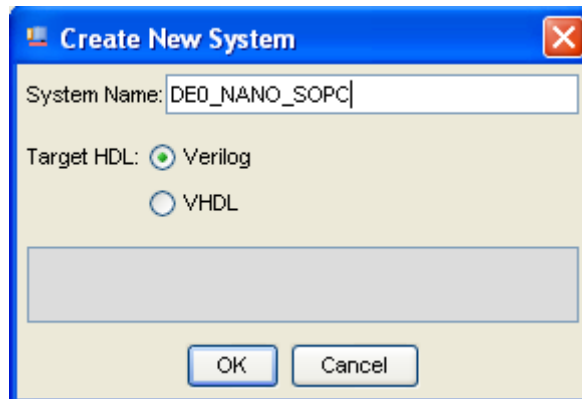 Create New System
System Name: DE0_NANO_SOPC
Target HDL: Verilog
VHDL
OK Cancel